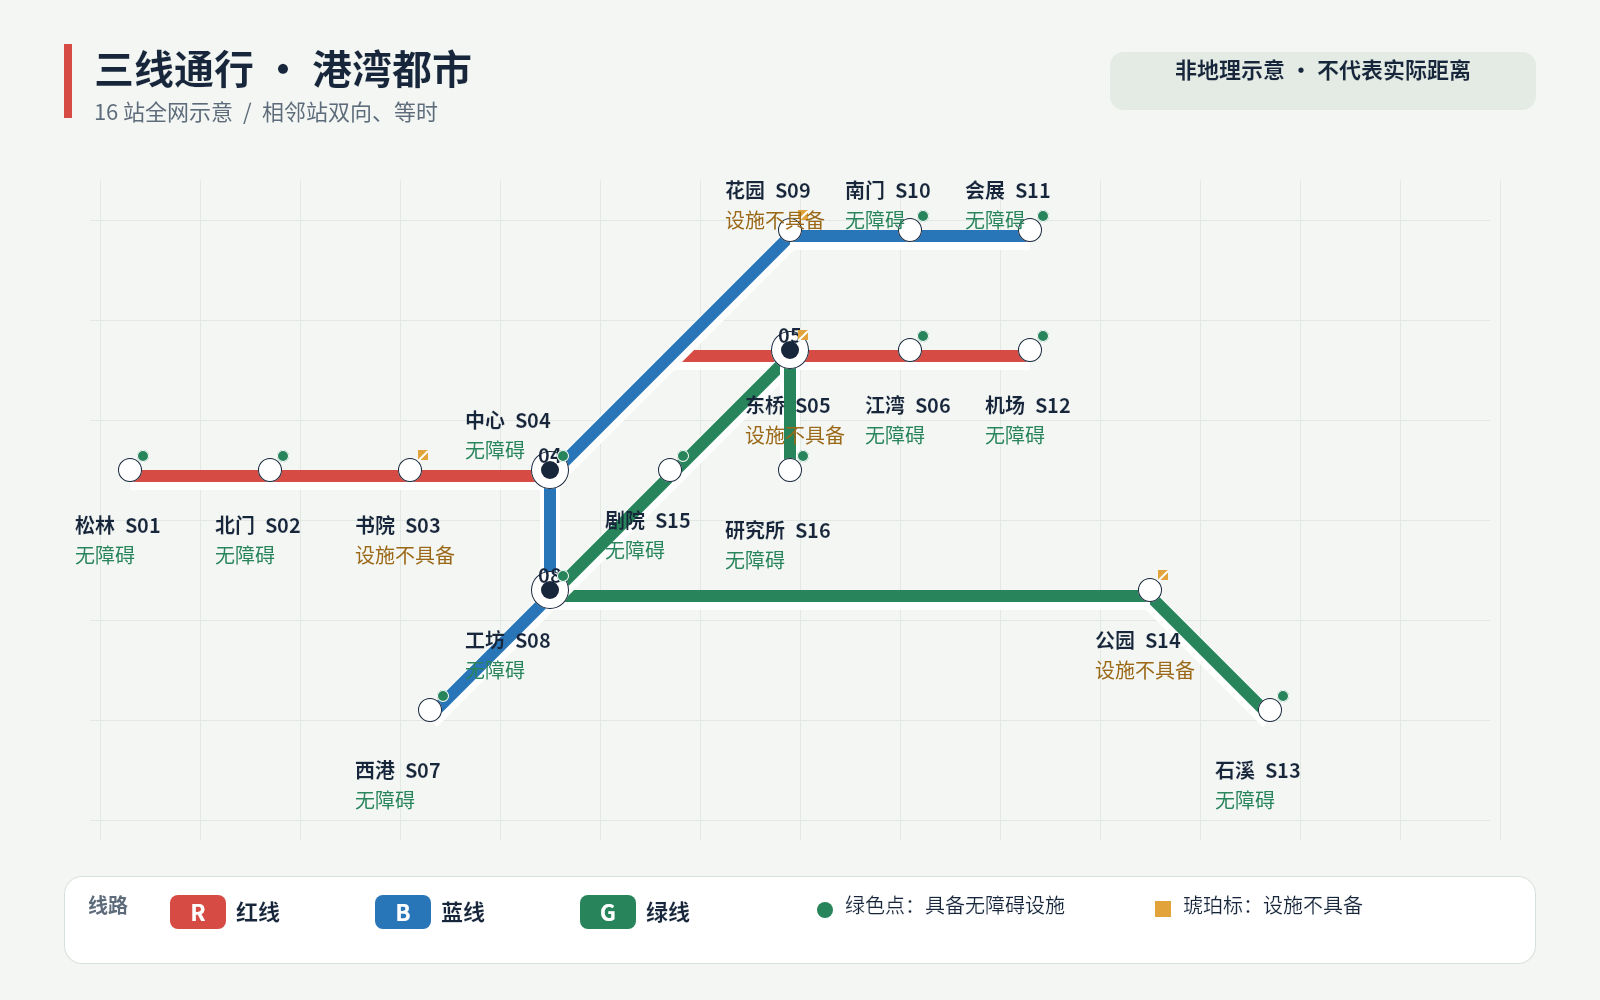 三线通行 · 港湾都市
16 站全网示意 / 相邻站双向、等时
非地理示意 · 不代表实际距离
花园 S09
设施不具备
南门 S10
无障碍
会展 S11
无障碍
05
东桥 S05
设施不具备
江湾 S06
无障碍
机场 S12
无障碍
中心 S04
无障碍
04
松林 S01
无障碍
北门 S02
无障碍
书院 S03
设施不具备
剧院 S15
无障碍
研究所 S16
无障碍
08
工坊 S08
无障碍
公园 S14
设施不具备
西港 S07
无障碍
石溪 S13
无障碍
线路
R 红线
B 蓝线
G 绿线
绿色点：具备无障碍设施
琥珀标：设施不具备